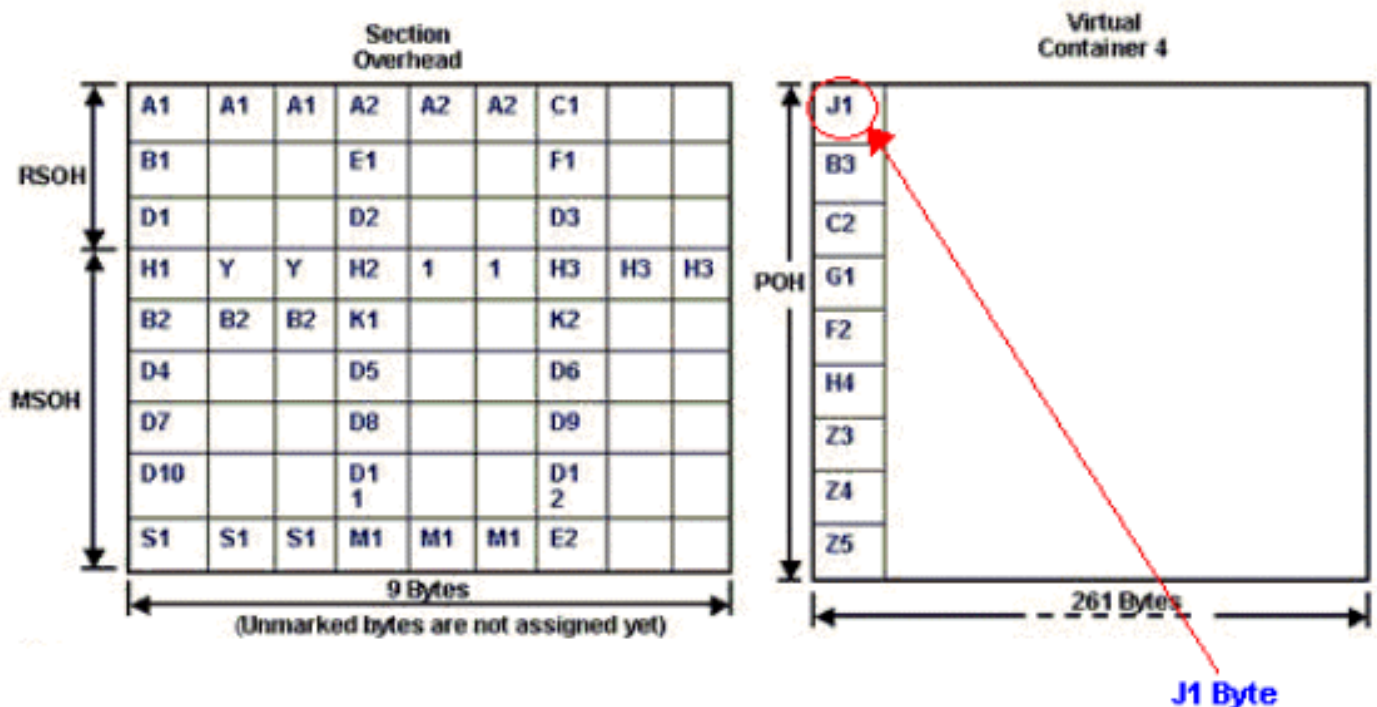 Section
Overhead
Virtual
Container 4
RSOH
A1 A1 A1 A2 A2 A2 C1
B1 E1 F1
D1 D2 D3
MSOH
H1 Y Y H2 1 1 H3 H3 H3
B2 B2 B2 K1 K2
D4 D5 D6
D7 D8 D9
D10 D1 D1
1 2
S1 S1 S1 M1 M1 M1 E2
9 Bytes
(Unmarked bytes are not assigned yet)
POH
J1
B3
C2
G1
F2
H4
Z3
Z4
Z5
261 Bytes
J1 Byte